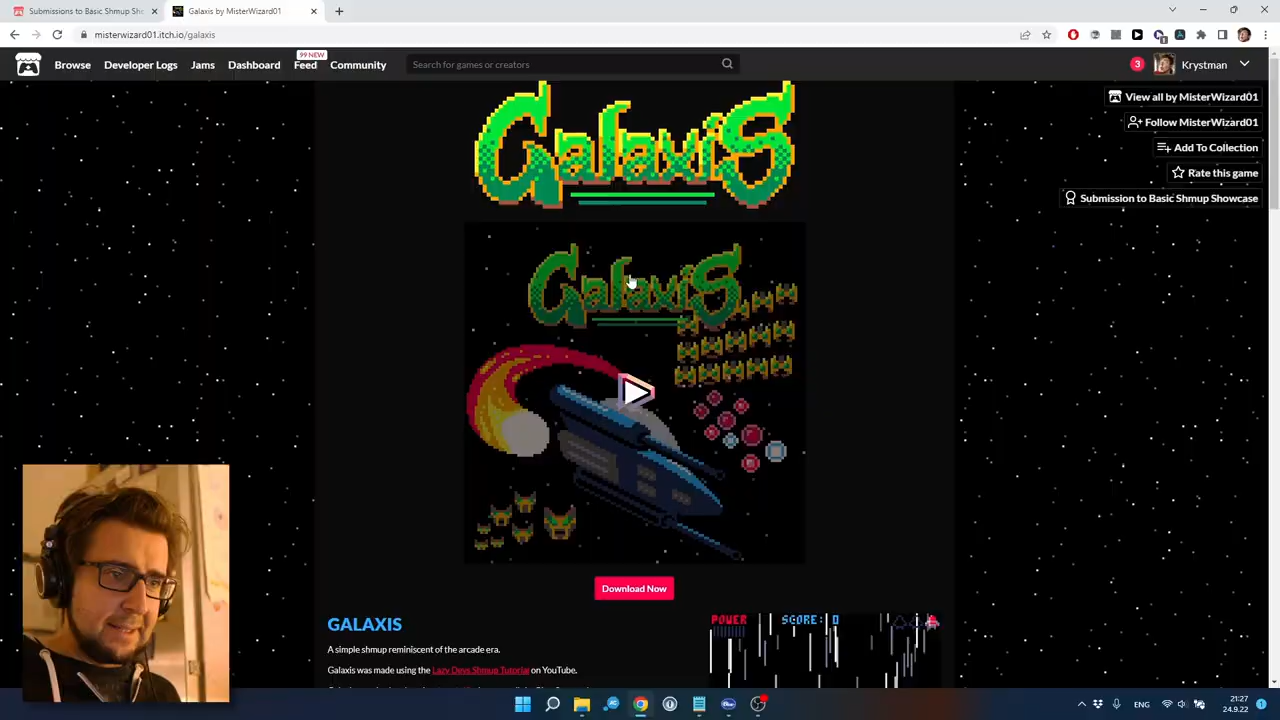 Submissions to Basic Shmup Sho
Galaxis by MisterWizard01
misterwizard01.itch.io/galaxis
99 NEW
Browse Developer Logs Jams Dashboard Feed Community
Search for games or creators
3
Krystman
View all by MisterWizard01
Follow MisterWizard01
Add To Collection
Rate this game
Submission to Basic Shmup Showcase
GalaxiS
GalaxiS
Download Now
GALAXIS
A simple shmup reminiscent of the arcade era.
Galaxis was made using the Lazy Devs Shmup Tutorial on YouTube.
POWER SCORE: 0
ENG
21:27
24.9.22